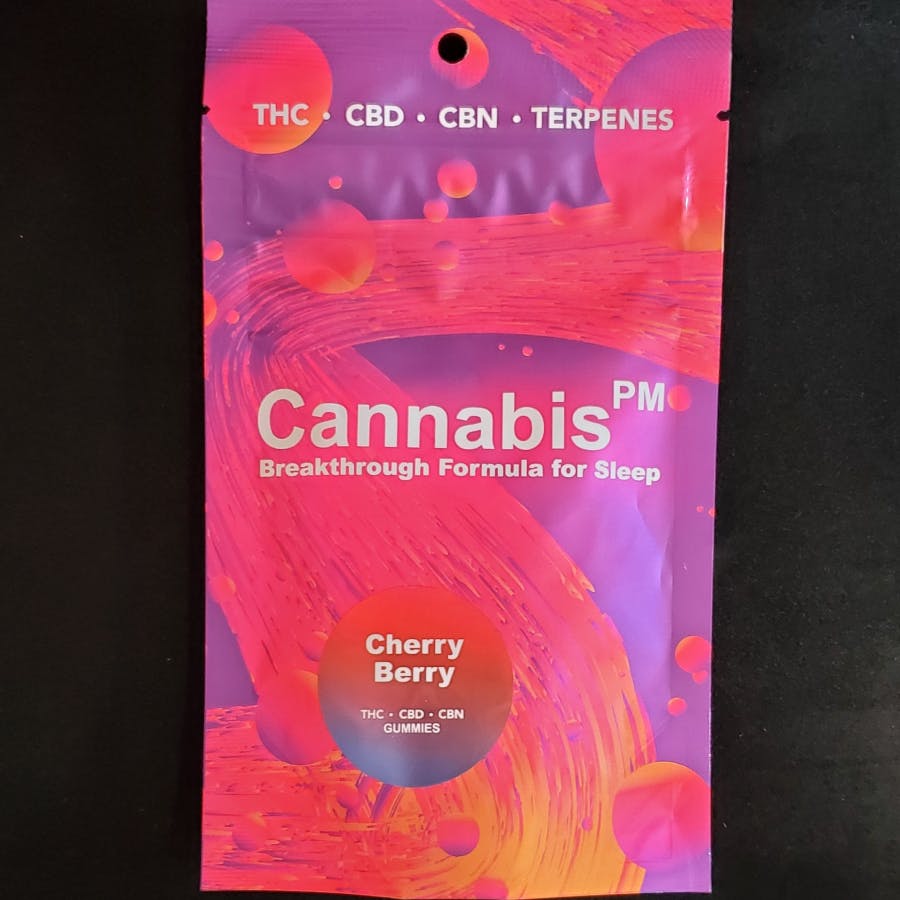 THC • CBD • CBN • TERPENES
Cannabis PM
Breakthrough Formula for Sleep
Cherry
Berry
THC • CBD • CBN
GUMMIES